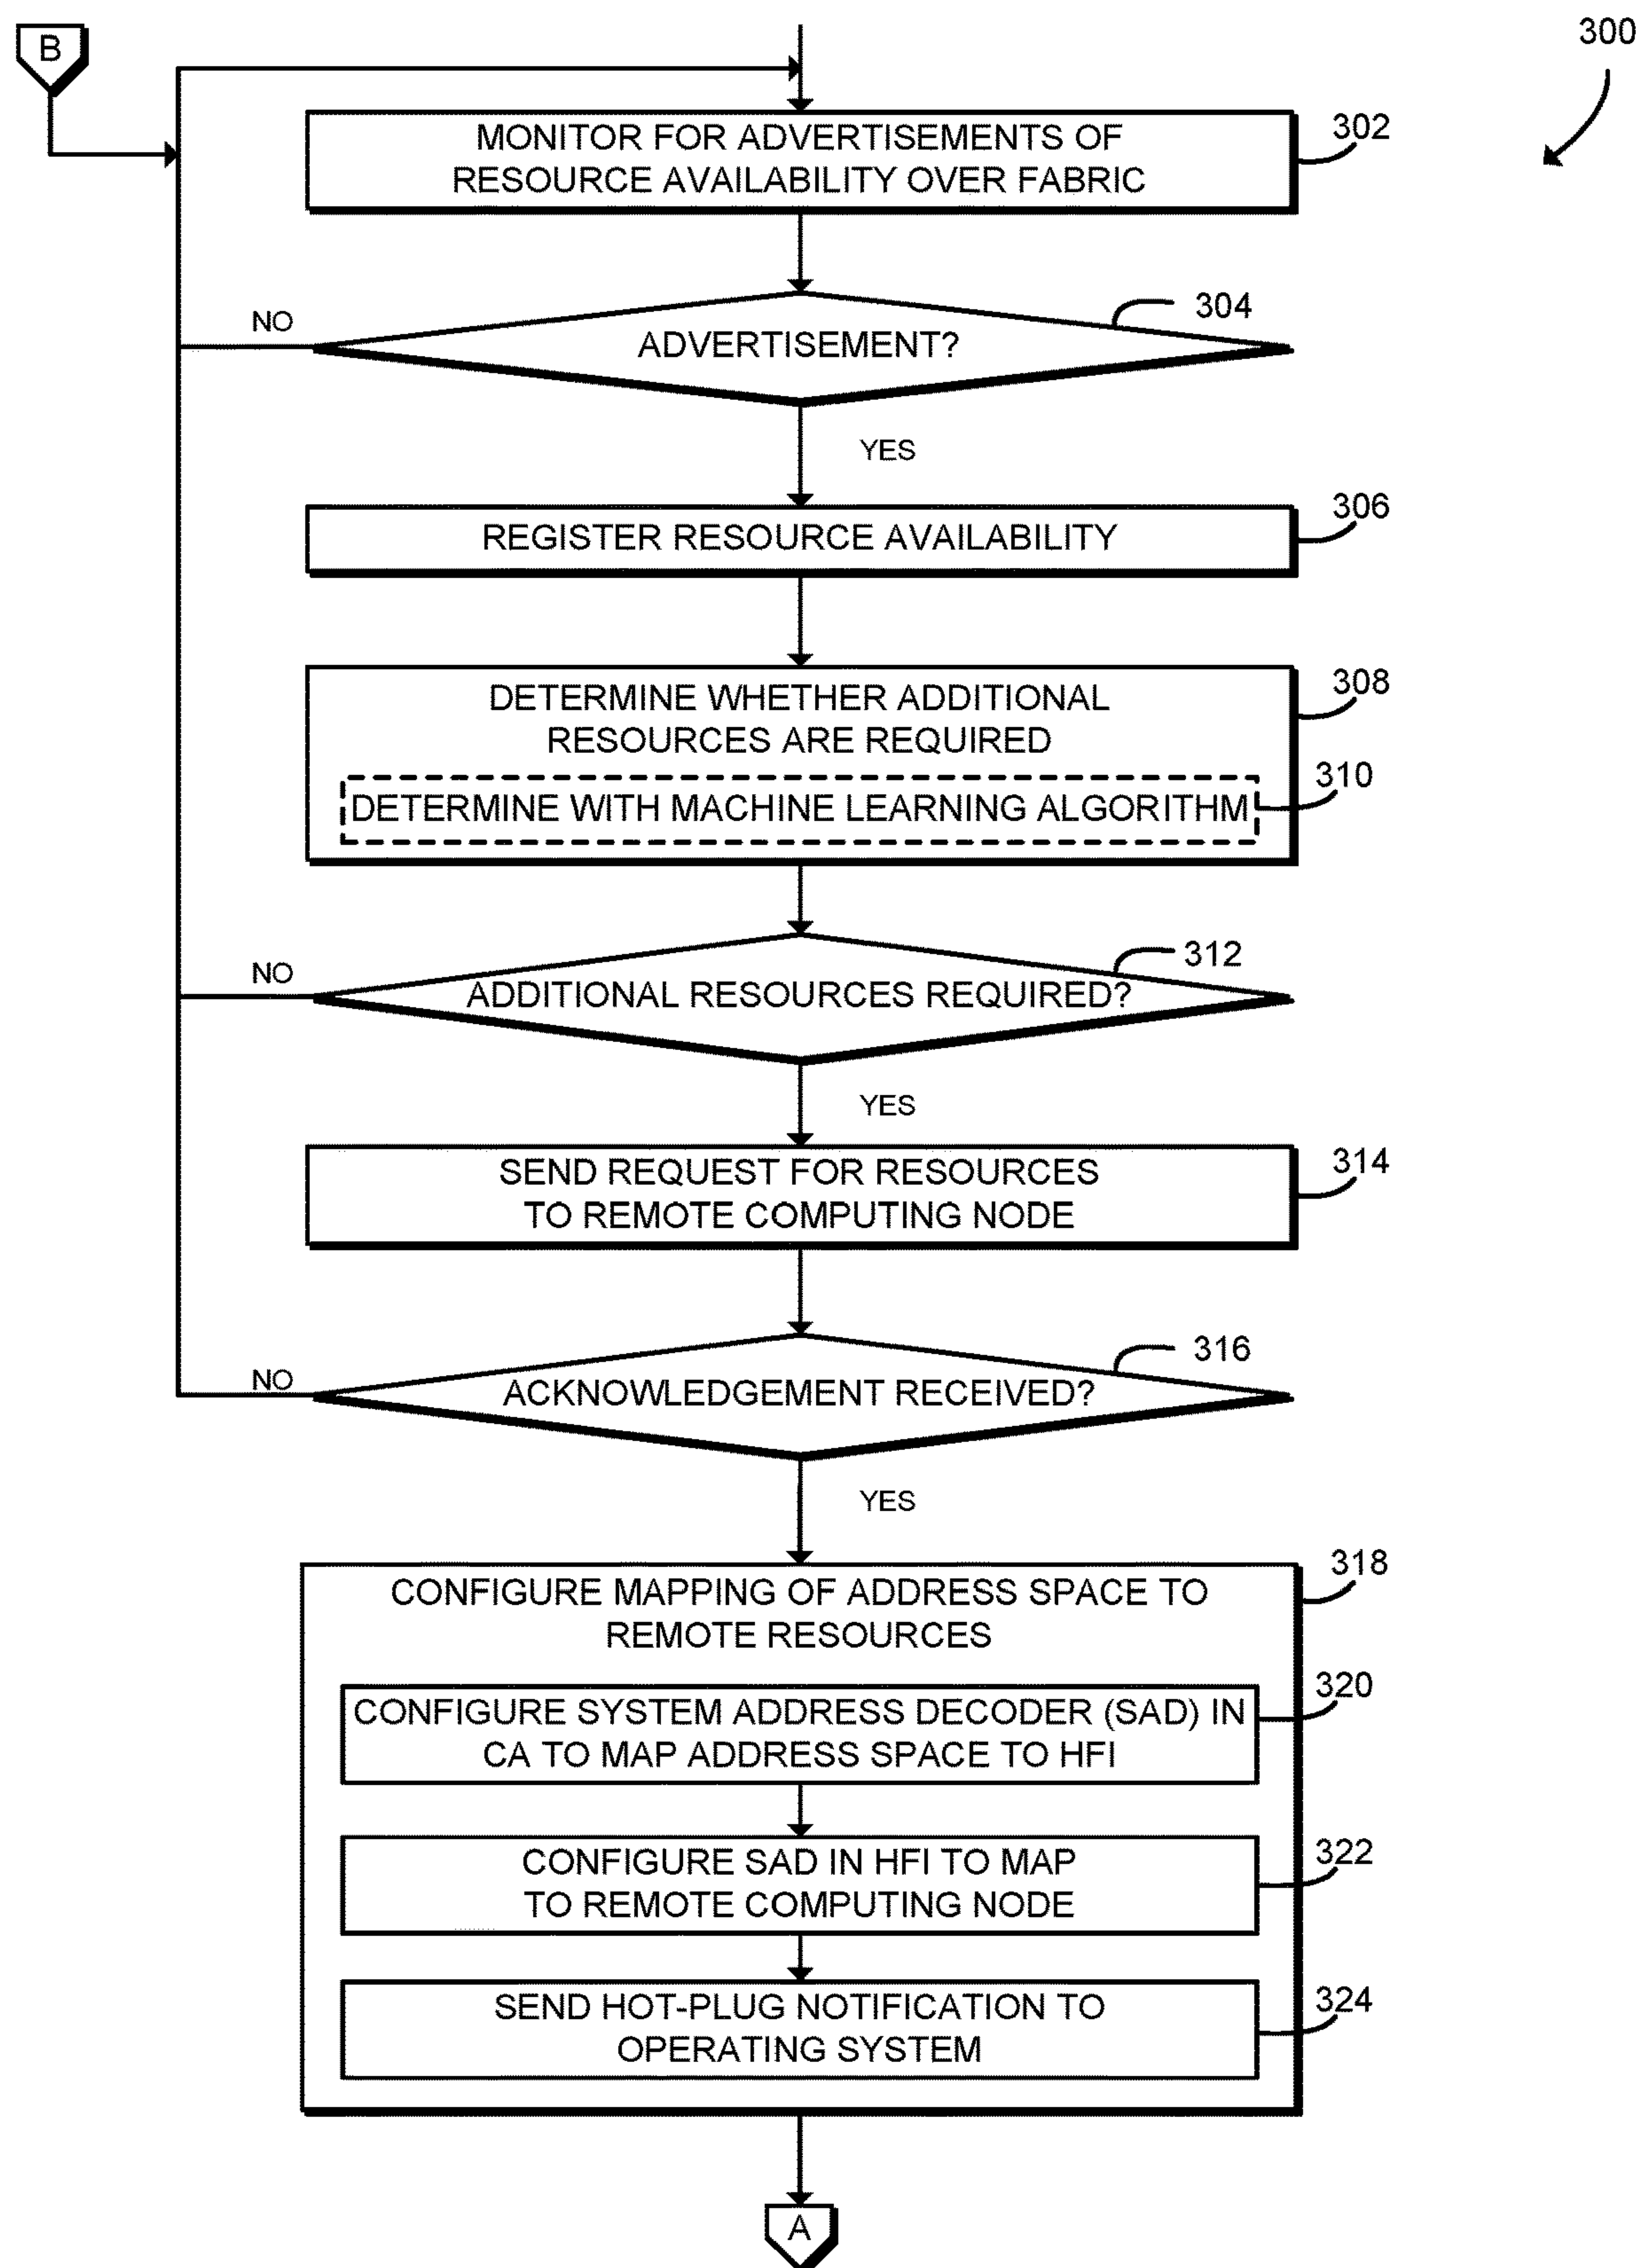 B
300
MONITOR FOR ADVERTISEMENTS OF
RESOURCE AVAILABILITY OVER FABRIC
302
304
NO
ADVERTISEMENT?
YES
306
REGISTER RESOURCE AVAILABILITY
308
DETERMINE WHETHER ADDITIONAL
RESOURCES ARE REQUIRED
310
DETERMINE WITH MACHINE LEARNING ALGORITHM
312
NO
ADDITIONAL RESOURCES REQUIRED?
YES
314
SEND REQUEST FOR RESOURCES
TO REMOTE COMPUTING NODE
316
NO
ACKNOWLEDGEMENT RECEIVED?
YES
318
CONFIGURE MAPPING OF ADDRESS SPACE TO
REMOTE RESOURCES
320
CONFIGURE SYSTEM ADDRESS DECODER (SAD) IN
CA TO MAP ADDRESS SPACE TO HFI
322
CONFIGURE SAD IN HFI TO MAP
TO REMOTE COMPUTING NODE
324
SEND HOT-PLUG NOTIFICATION TO
OPERATING SYSTEM
A